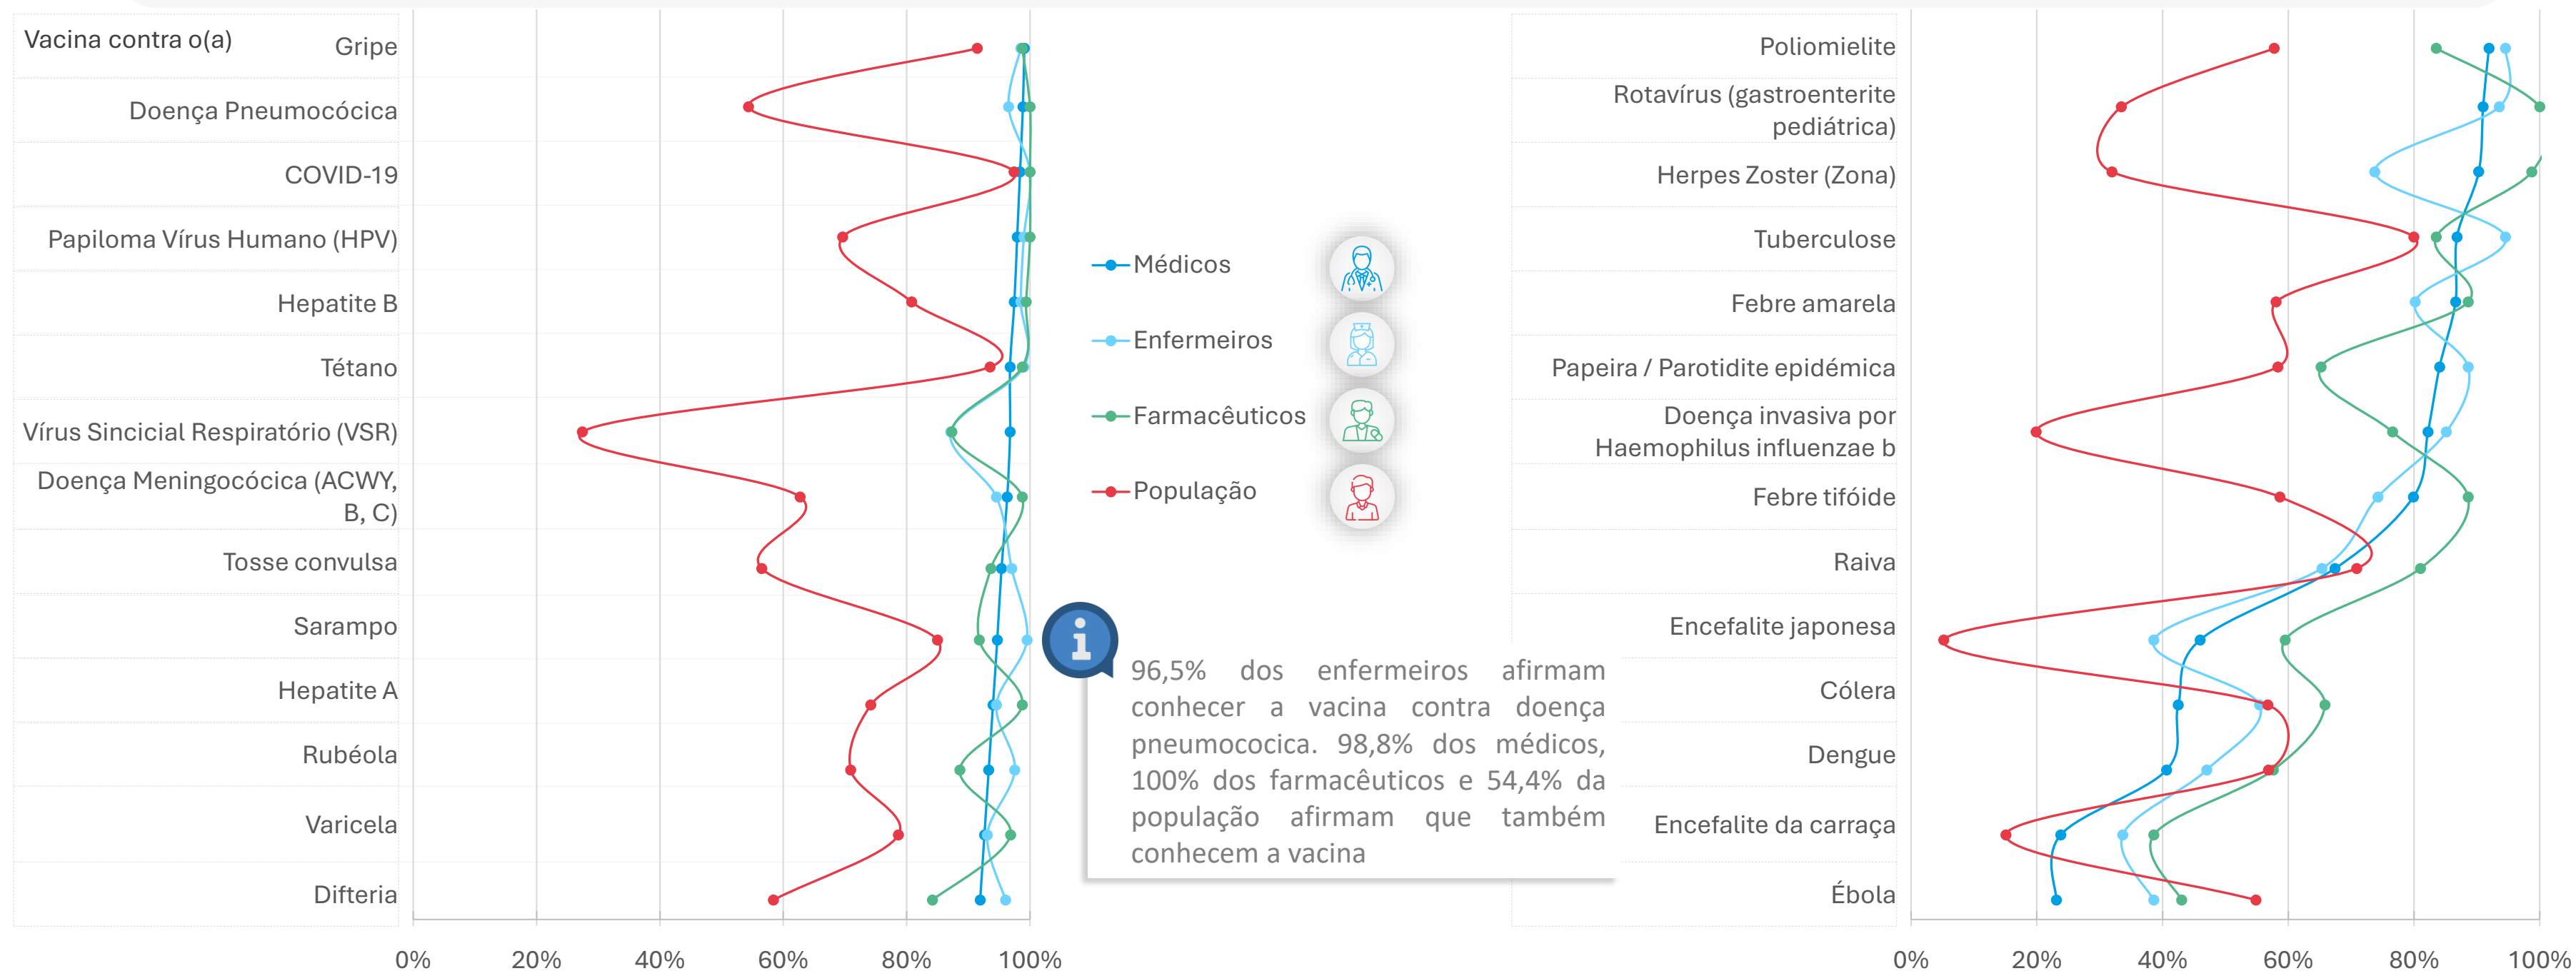 Vacina contra o(a)
Gripe
Doença Pneumocócica
COVID-19
Papiloma Vírus Humano (HPV)
Hepatite B
Tétano
Vírus Sincicial Respiratório (VSR)
Doença Meningocócica (ACWY,
B, C)
Tosse convulsa
Sarampo
Hepatite A
Rubéola
Varicela
Difteria
0% 20% 40% 60% 80% 100%
Médicos
Enfermeiros
Farmacêuticos
População
i
96,5% dos enfermeiros afirmam
conhecer a vacina contra doença
pneumococica. 98,8% dos médicos,
100% dos farmacêuticos e 54,4% da
população afirmam que também
conhecem a vacina
Poliomielite
Rotavírus (gastroenterite
pediátrica)
Herpes Zoster (Zona)
Tuberculose
Febre amarela
Papeira / Parotidite epidémica
Doença invasiva por
Haemophilus influenzae b
Febre tifóide
Raiva
Encefalite japonesa
Cólera
Dengue
Encefalite da carraça
Ébola
0% 20% 40% 60% 80% 100%